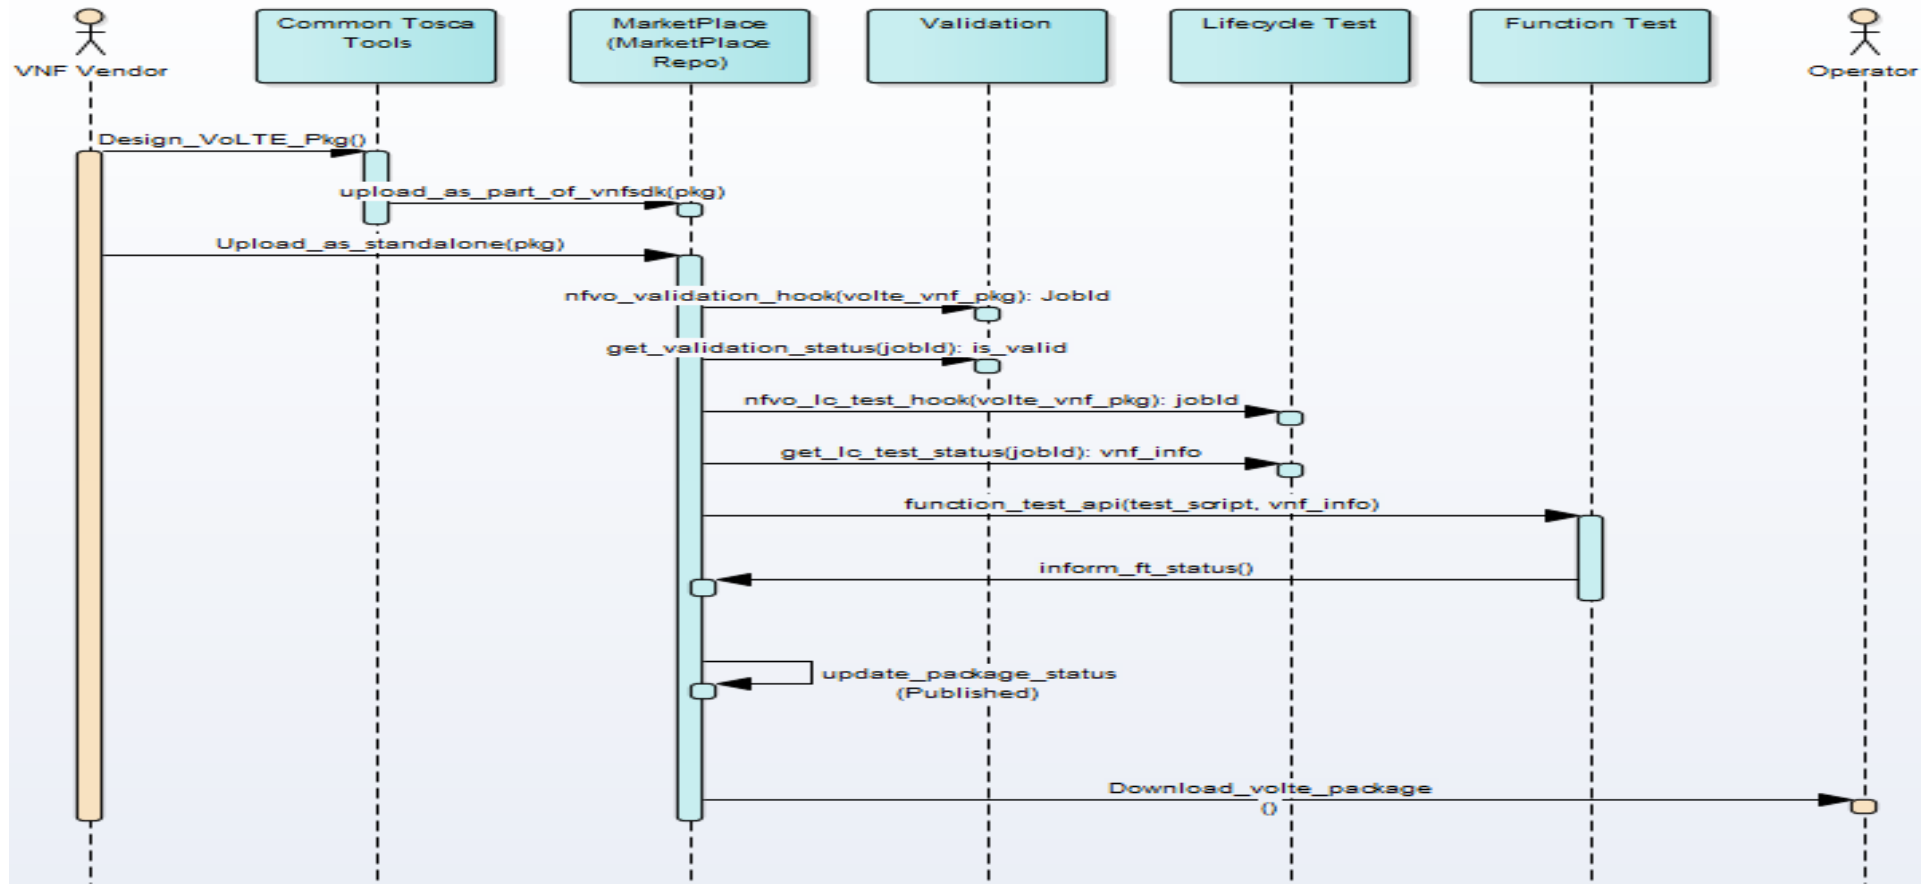 VNF Vendor
Common Tosca
Tools
MarketPlace
(MarketPlace
Repo)
Validation
Lifecycle Test
Function Test
Operator
Design_VoLTE_Pkg()
upload_as_part_of_vnfsdk(pkg)
Upload_as_standalone(pkg)
nfvo_validation_hook(volte_vnf_pkg): JobId
get_validation_status(jobId): is_valid
nfvo_lc_test_hook(volte_vnf_pkg): jobId
get_lc_test_status(jobId): vnf_info
function_test_api(test_script, vnf_info)
inform_ft_status()
update_package_status
(Published)
Download_volte_package
()